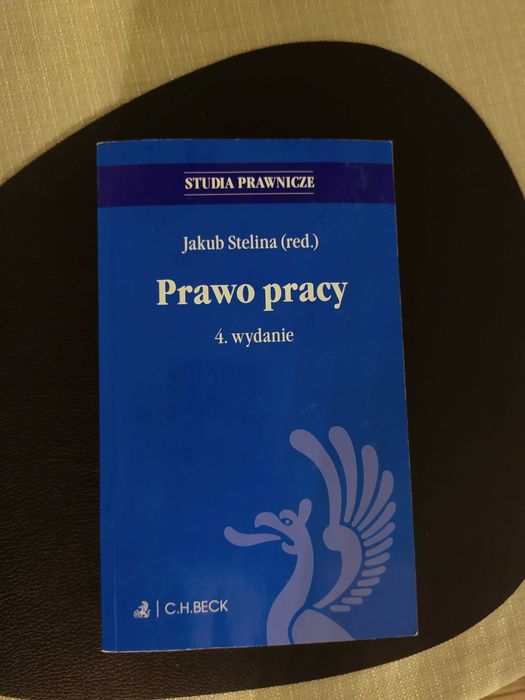 STUDIA PRAWNICZE
Jakub Stelina (red.)
Prawo pracy
4. wydanie
C.H.BECK